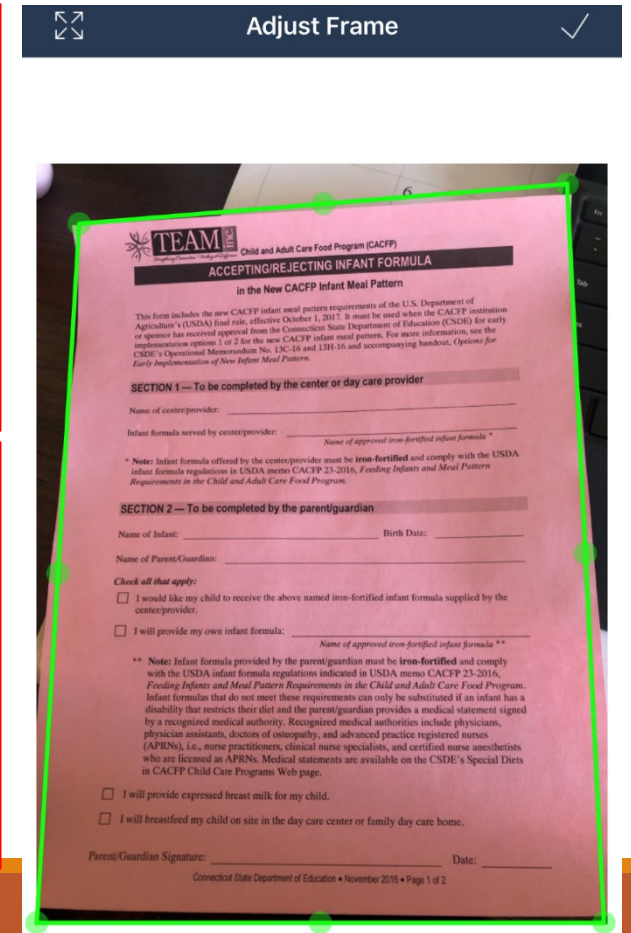 Adjust Frame
6
TEAM
Child and Adult Care Food Program (CACFP)
ACCEPTING/REJECTING INFANT FORMULA
in the New CACFP Infant Meal Pattern
This form includes the new CACFP infant meal pattern requirements of the U.S. Department of
Agriculture's (USDA) final rule, effective October 1, 2017. It must be used when the CACFP institution
or sponsor has received approval from the Connecticut State Department of Education (CSDE) for early
implementation options 1 or 2 for the new CACFP infant meal pattern. For more information, see the
CSDE's Operational Memorandum No. 13C-16 and 13H-16 and accompanying handout, Options for
Early Implementation of New Infant Meal Pattern.
SECTION 1 — To be completed by the center or day care provider
Name of center/provider:
Infant formula served by center/provider:
Name of approved iron-fortified infant formula *
* Note: Infant formula offered by the center/provider must be iron-fortified and comply with the USDA
infant formula regulations in USDA memo CACFP 23-2016, Feeding Infants and Meal Pattern
Requirements in the Child and Adult Care Food Program.
SECTION 2 — To be completed by the parent/guardian
Name of Infant: Birth Date:
Name of Parent/Guardian:
Check all that apply:
I would like my child to receive the above named iron-fortified infant formula supplied by the
center/provider.
I will provide my own infant formula:
Name of approved iron-fortified infant formula **
** Note: Infant formula provided by the parent/guardian must be iron-fortified and comply
with the USDA infant formula regulations indicated in USDA memo CACFP 23-2016,
Feeding Infants and Meal Pattern Requirements in the Child and Adult Care Food Program.
Infant formulas that do not meet these requirements can only be substituted if an infant has a
disability that restricts their diet and the parent/guardian provides a medical statement signed
by a recognized medical authority. Recognized medical authorities include physicians,
physician assistants, doctors of osteopathy, and advanced practice registered nurses
(APRNs), i.e., nurse practitioners, clinical nurse specialists, and certified nurse anesthetists
who are licensed as APRNs. Medical statements are available on the CSDE's Special Diets
in CACFP Child Care Programs Web page.
I will provide expressed breast milk for my child.
I will breastfeed my child on site in the day care center or family day care home.
Parent/Guardian Signature: Date:
Connecticut State Department of Education • November 2016 • Page 1 of 2
Tab